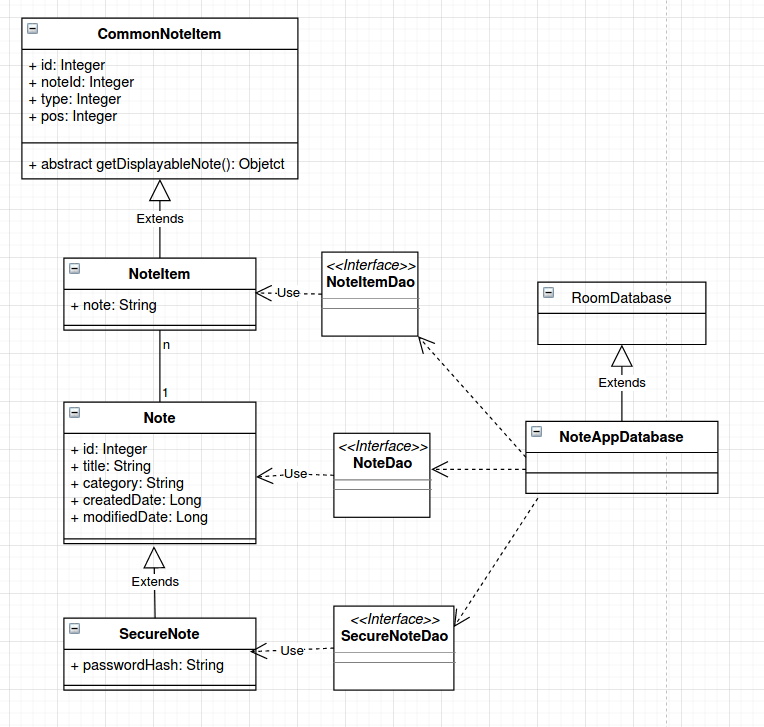 CommonNoteItem
+ id: Integer
+ noteId: Integer
+ type: Integer
+ pos: Integer
+ abstract getDisplayableNote(): Objetct
Extends
NoteItem
+ note: String
<<Interface>>
NoteItemDao
Use
RoomDatabase
Extends
n
1
Note
+ id: Integer
+ title: String
+ category: String
+ createdDate: Long
+ modifiedDate: Long
<<Interface>>
NoteDao
Use
NoteAppDatabase
Extends
SecureNote
+ passwordHash: String
<<Interface>>
SecureNoteDao
Use